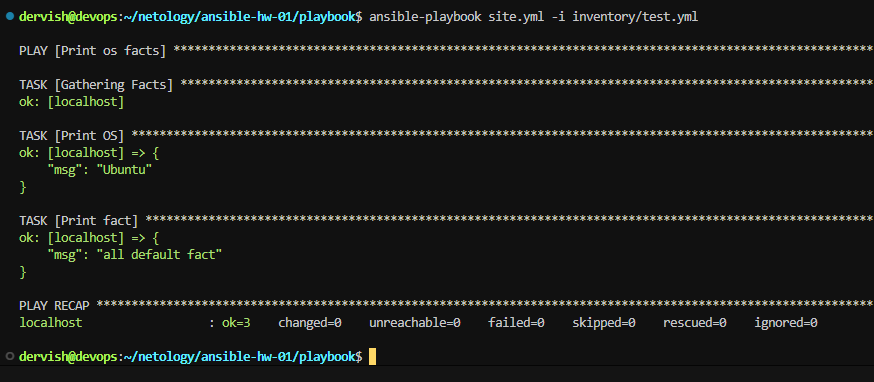 dervish@devops:~/netology/ansible-hw-01/playbook$ ansible-playbook site.yml -i inventory/test.yml
PLAY [Print os facts] ****************************************************************************************************
TASK [Gathering Facts] ***************************************************************************************************
ok: [localhost]
TASK [Print OS] **********************************************************************************************************
ok: [localhost] => {
    "msg": "Ubuntu"
}
TASK [Print fact] ********************************************************************************************************
ok: [localhost] => {
    "msg": "all default fact"
}
PLAY RECAP ***************************************************************************************************************
localhost                  : ok=3    changed=0    unreachable=0    failed=0    skipped=0    rescued=0    ignored=0
dervish@devops:~/netology/ansible-hw-01/playbook$